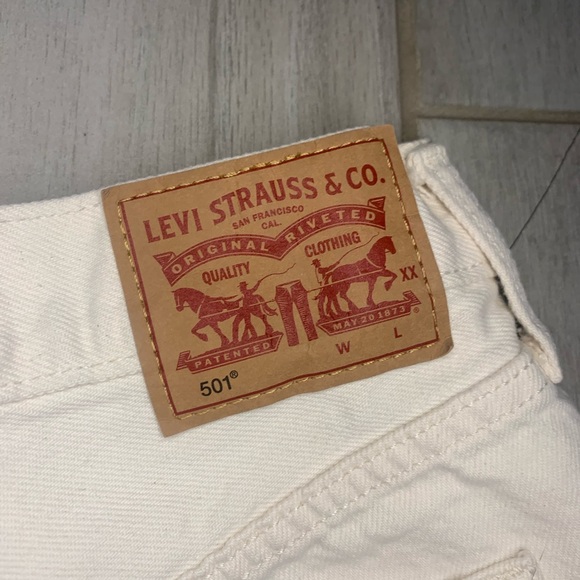 LEVI STRAUSS & CO.
SAN FRANCISCO
CAL.
ORIGINAL RIVETED
QUALITY CLOTHING
XX
PATENTED MAY 20 1873
®
501® W L